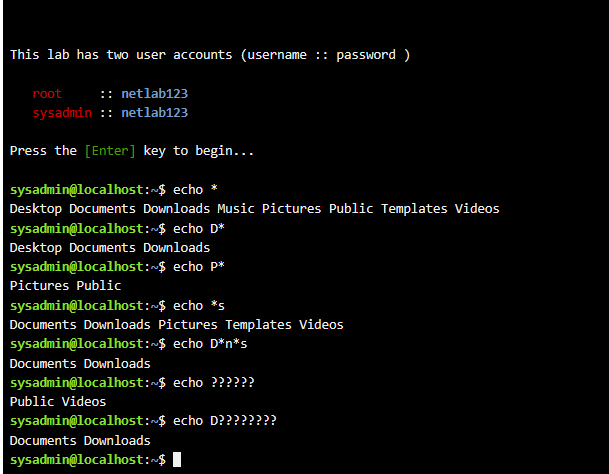 This lab has two user accounts (username :: password )
root :: netlab123
sysadmin :: netlab123
Press the [Enter] key to begin...
sysadmin@localhost:~$ echo *
Desktop Documents Downloads Music Pictures Public Templates Videos
sysadmin@localhost:~$ echo D*
Desktop Documents Downloads
sysadmin@localhost:~$ echo P*
Pictures Public
sysadmin@localhost:~$ echo *s
Documents Downloads Pictures Templates Videos
sysadmin@localhost:~$ echo D*n*s
Documents Downloads
sysadmin@localhost:~$ echo ??????
Public Videos
sysadmin@localhost:~$ echo D????????
Documents Downloads
sysadmin@localhost:~$